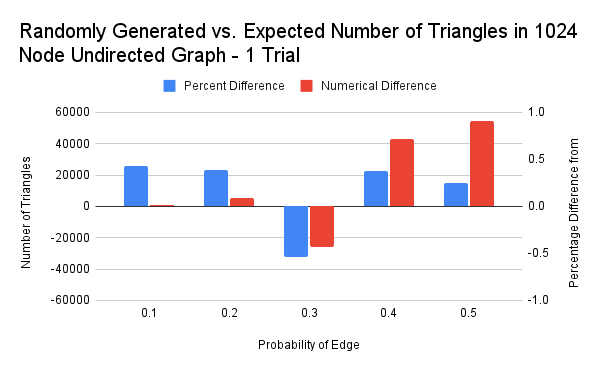 Randomly Generated vs. Expected Number of Triangles in 1024
Node Undirected Graph - 1 Trial
Percent Difference
Numerical Difference
60000
40000
20000
0
-20000
-40000
-60000
Number of Triangles
1.0
0.5
0.0
-0.5
-1.0
Percentage Difference from
0.1
0.2
0.3
0.4
0.5
Probability of Edge